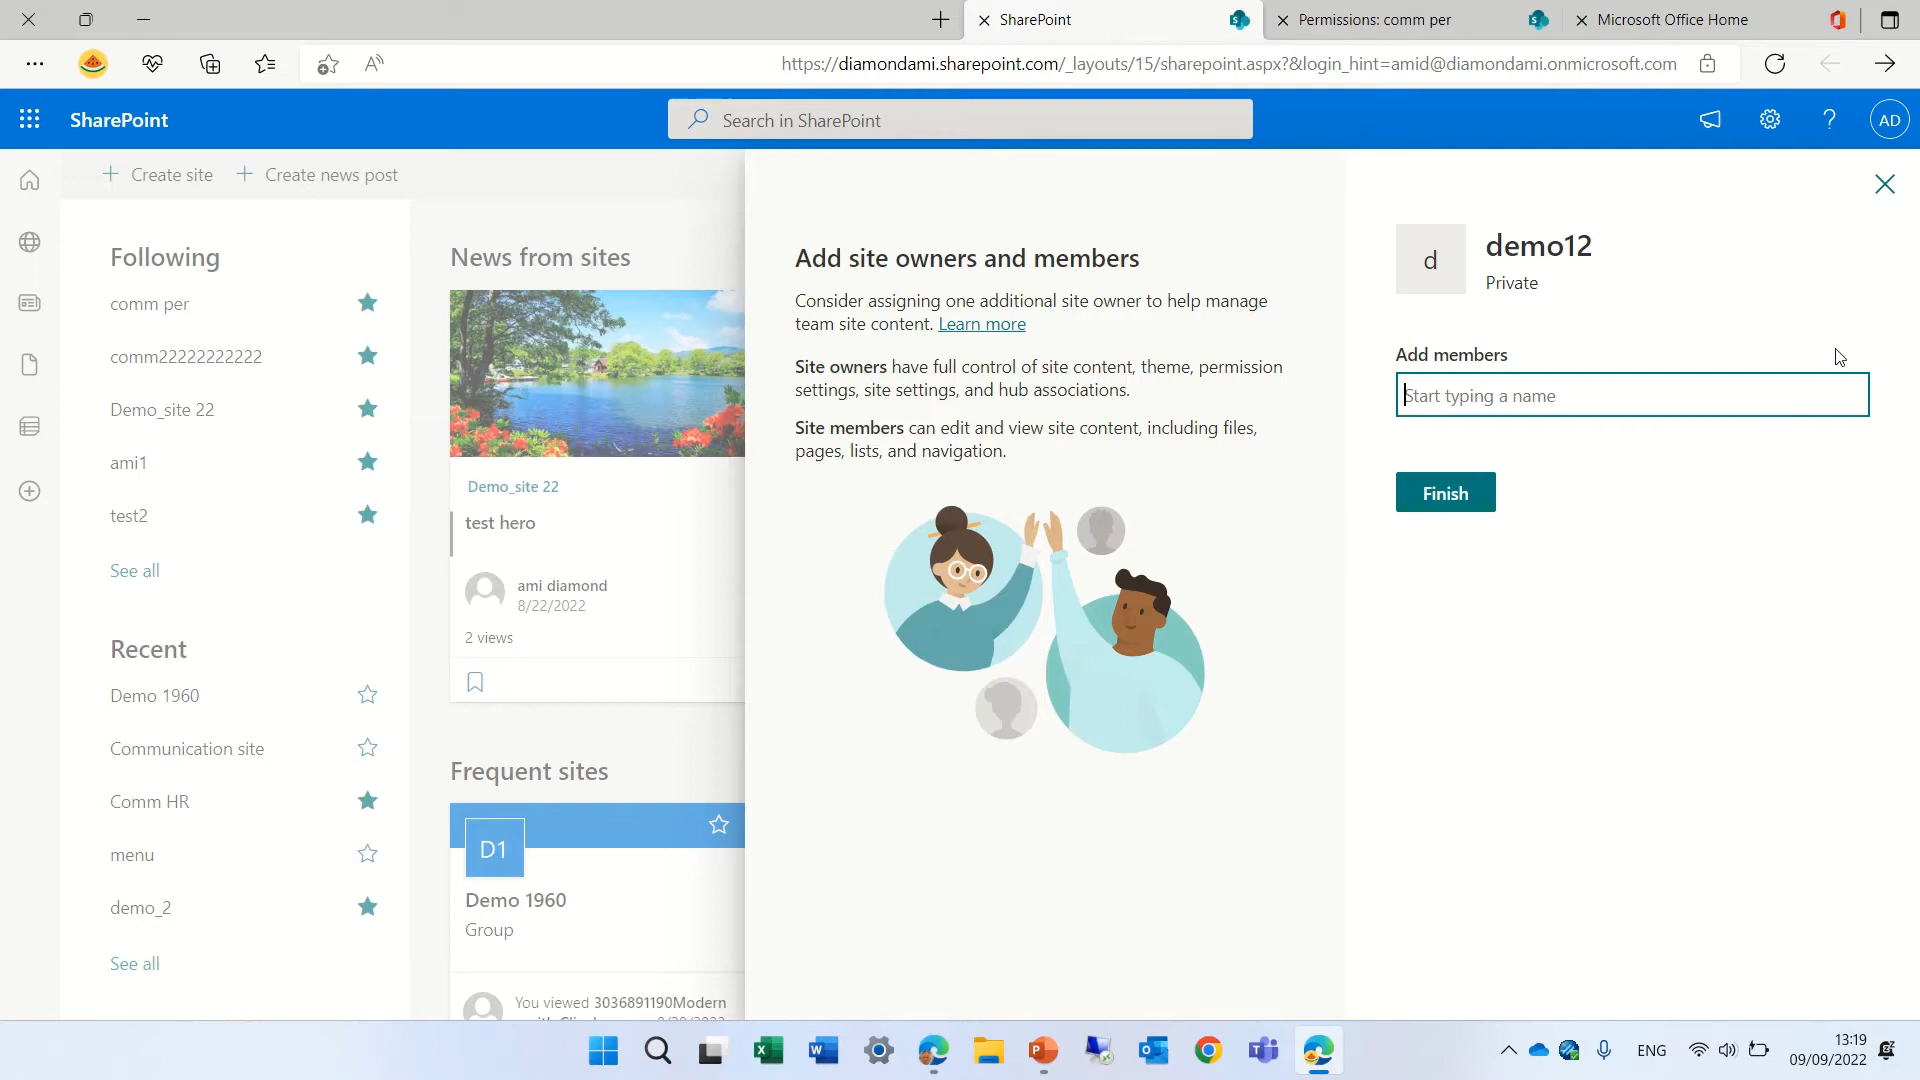 SharePoint
Permissions: comm per
Microsoft Office Home
https://diamondami.sharepoint.com/_layouts/15/sharepoint.aspx?&login_hint=amid@diamondami.onmicrosoft.com
SharePoint
Search in SharePoint
AD
Create site
Create news post
Following
comm per
comm22222222222
Demo_site 22
ami1
test2
See all
Recent
Demo 1960
Communication site
Comm HR
menu
demo_2
See all
News from sites
Demo_site 22
test hero
ami diamond
8/22/2022
2 views
Frequent sites
D1
Demo 1960
Group
You viewed 3036891190Modern
Add site owners and members
Consider assigning one additional site owner to help manage
team site content. Learn more
Site owners have full control of site content, theme, permission
settings, site settings, and hub associations.
Site members can edit and view site content, including files,
pages, lists, and navigation.
d
demo12
Private
Add members
Start typing a name
Finish
ENG
13:19
09/09/2022